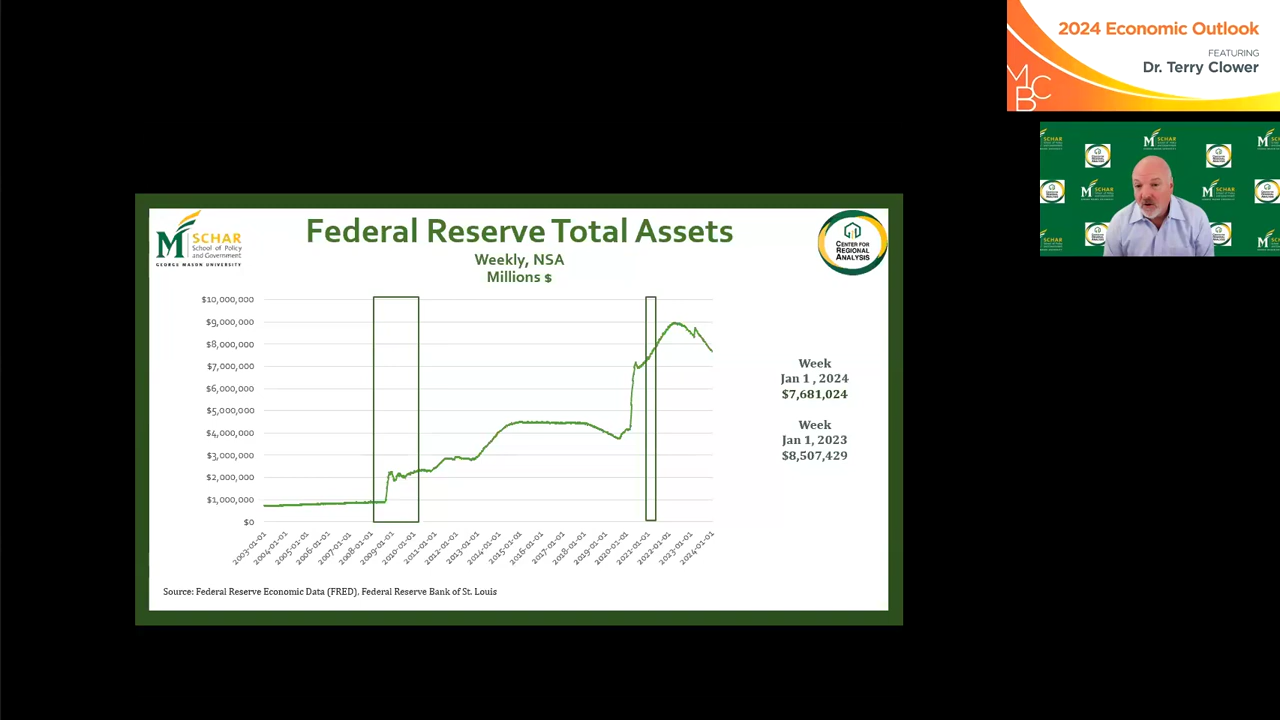 2024 Economic Outlook
FEATURING
Dr. Terry Clower
MCB
M SCHAR
School of Policy
and Government
GEORGE MASON UNIVERSITY
Federal Reserve Total Assets
Weekly, NSA
Millions $
CENTER FOR
REGIONAL
ANALYSIS
$10,000,000
$9,000,000
$8,000,000
$7,000,000
$6,000,000
$5,000,000
$4,000,000
$3,000,000
$2,000,000
$1,000,000
$0
2003-01-01
2004-01-01
2005-01-01
2006-01-01
2007-01-01
2008-01-01
2009-01-01
2010-01-01
2011-01-01
2012-01-01
2013-01-01
2014-01-01
2015-01-01
2016-01-01
2017-01-01
2018-01-01
2019-01-01
2020-01-01
2021-01-01
2022-01-01
2023-01-01
2024-01-01
Week
Jan 1 , 2024
$7,681,024
Week
Jan 1, 2023
$8,507,429
Source: Federal Reserve Economic Data (FRED), Federal Reserve Bank of St. Louis